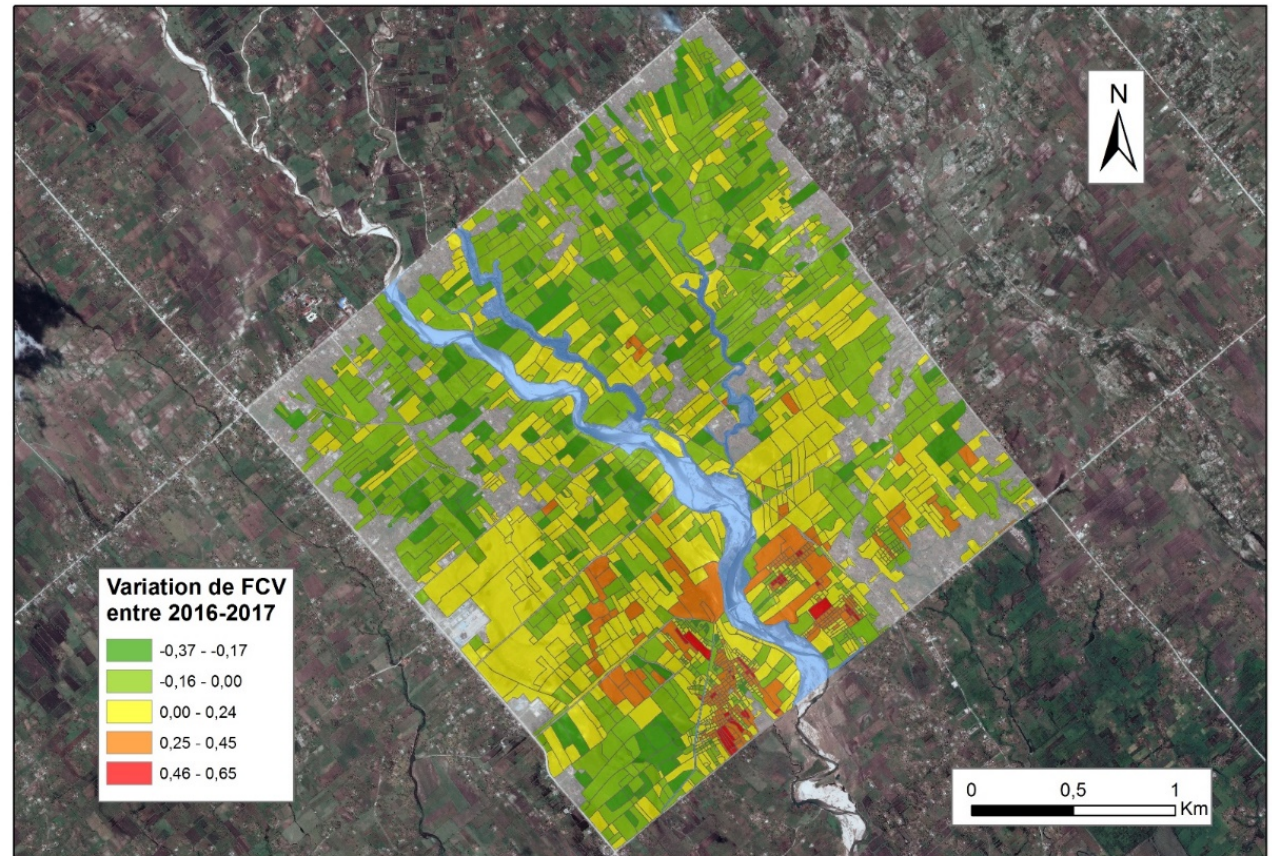 N
Variation de FCV
entre 2016-2017
-0,37 - -0,17
-0,16 - 0,00
0,00 - 0,24
0,25 - 0,45
0,46 - 0,65
0 0,5 1
Km